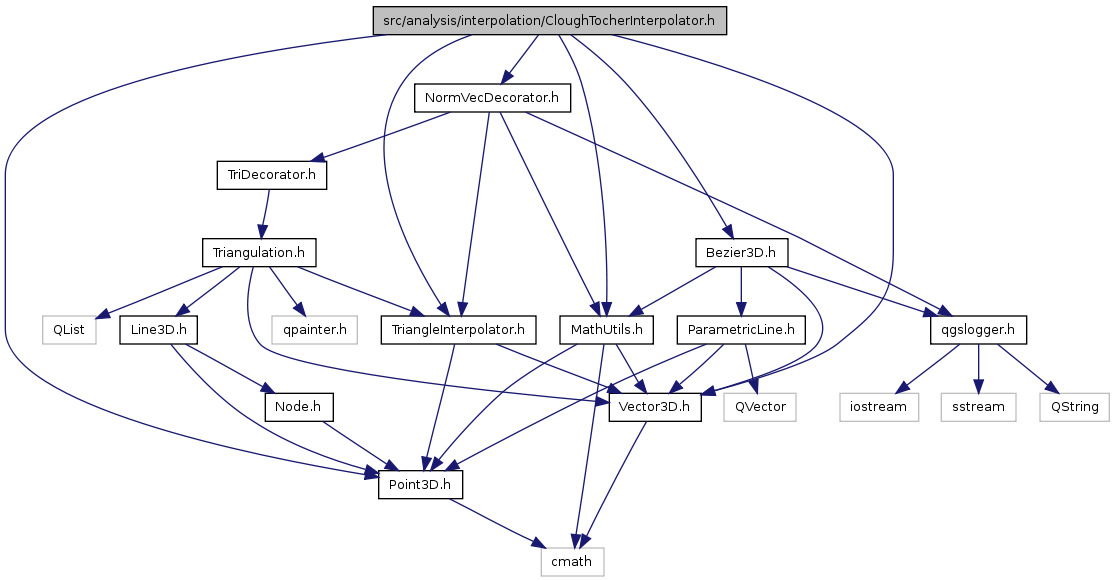 src/analysis/interpolation/CloughTocherInterpolator.h
NormVecDecorator.h
TriDecorator.h
Triangulation.h
Bezier3D.h
QList
Line3D.h
qpainter.h
TriangleInterpolator.h
MathUtils.h
ParametricLine.h
qgslogger.h
Node.h
Vector3D.h
QVector
iostream
sstream
QString
Point3D.h
cmath